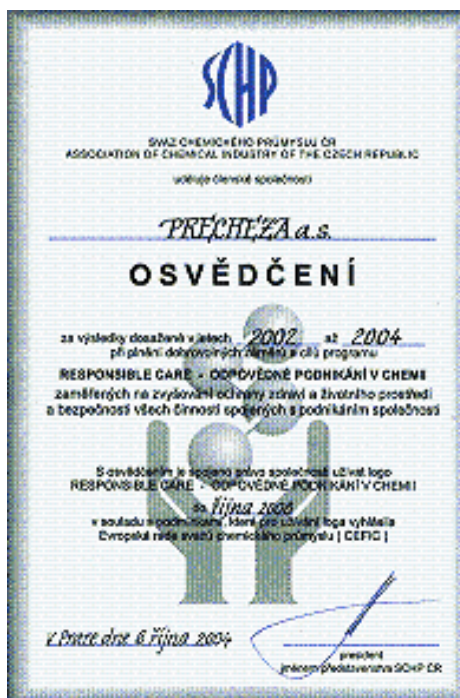 SCHP
SVAZ CHEMICKÉHO PRŮMYSLU ČR
ASSOCIATION OF CHEMICAL INDUSTRY OF THE CZECH REPUBLIC
uděluje členské společnosti
PRECHEZA a.s.
OSVĚDČENÍ
za výsledky dosažené v letech 2002 až 2004
při plnění dobrovolných záměrů a cílů programu
RESPONSIBLE CARE - ODPOVĚDNÉ PODNIKÁNÍ V CHEMII
zaměřených na zvyšování ochrany zdraví a životního prostředí
a bezpečnosti všech činností spojených s podnikáním společnosti
S osvědčením je spojeno právo společnosti užívat logo
RESPONSIBLE CARE - ODPOVĚDNÉ PODNIKÁNÍ V CHEMII
do října
v souladu s podmínkami, které pro užívání loga vyhlásila
Evropská rada svazů chemického průmyslu ( CEFIC )
v Praze dne 6. října 2004
president
jménem představenstva SCHP ČR